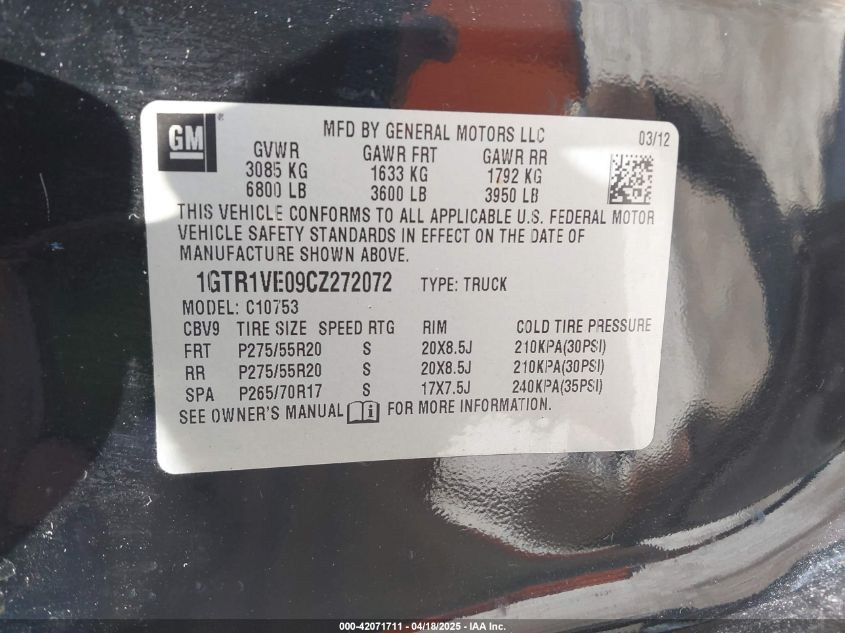 GM
MFD BY GENERAL MOTORS LLC 03/12
GVWR GAWR FRT GAWR RR
3085 KG 1633 KG 1792 KG
6800 LB 3600 LB 3950 LB
THIS VEHICLE CONFORMS TO ALL APPLICABLE U.S. FEDERAL MOTOR
VEHICLE SAFETY STANDARDS IN EFFECT ON THE DATE OF
MANUFACTURE SHOWN ABOVE.
1GTR1VE09CZ272072 TYPE: TRUCK
MODEL: C10753
CBV9 TIRE SIZE SPEED RTG RIM COLD TIRE PRESSURE
FRT P275/55R20 S 20X8.5J 210KPA(30PSI)
RR P275/55R20 S 20X8.5J 210KPA(30PSI)
SPA P265/70R17 S 17X7.5J 240KPA(35PSI)
SEE OWNER'S MANUAL i FOR MORE INFORMATION.
000-42071711 - 04/18/2025 - IAA Inc.